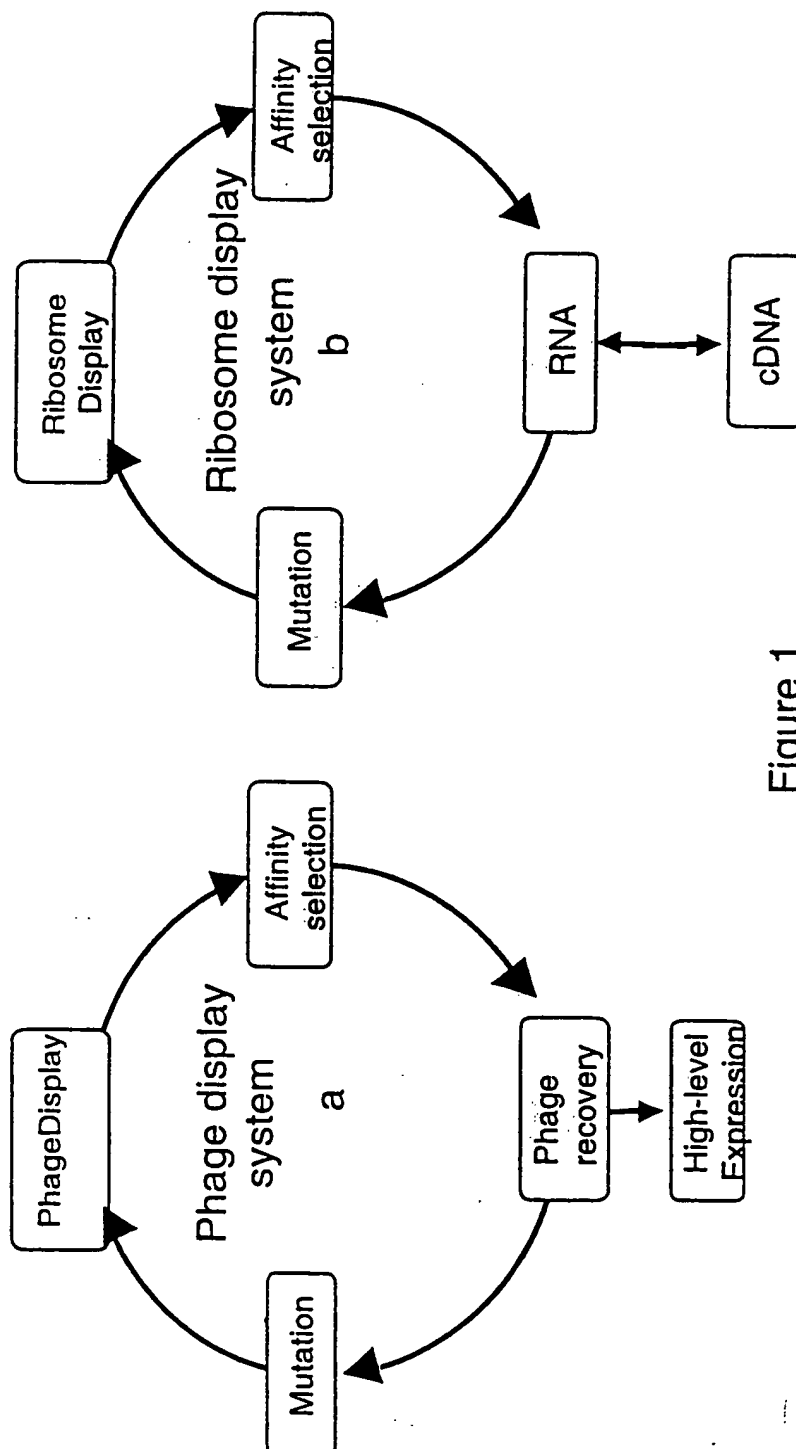 PhageDisplay
Affinity
selection
Phage display
system
a
Mutation
Phage
recovery
High-level
Expression
Ribosome
Display
Affinity
selection
Ribosome display
system
b
Mutation
RNA
cDNA
Figure 1